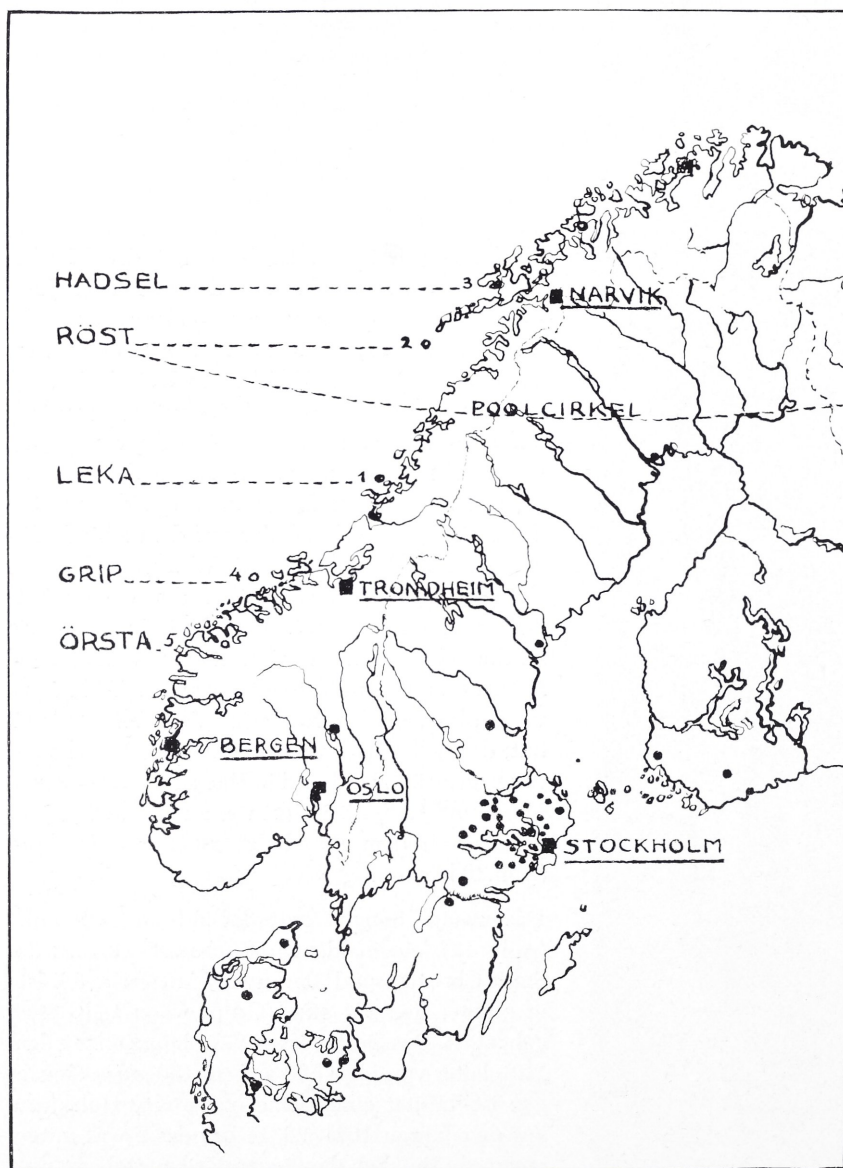 HADSEL 3
NARVIK
RÖST 2
POOLCIRKEL
LEKA 1
GRIP 4
TRONDHEIM
ÖRSTA 5
BERGEN
OSLO
STOCKHOLM